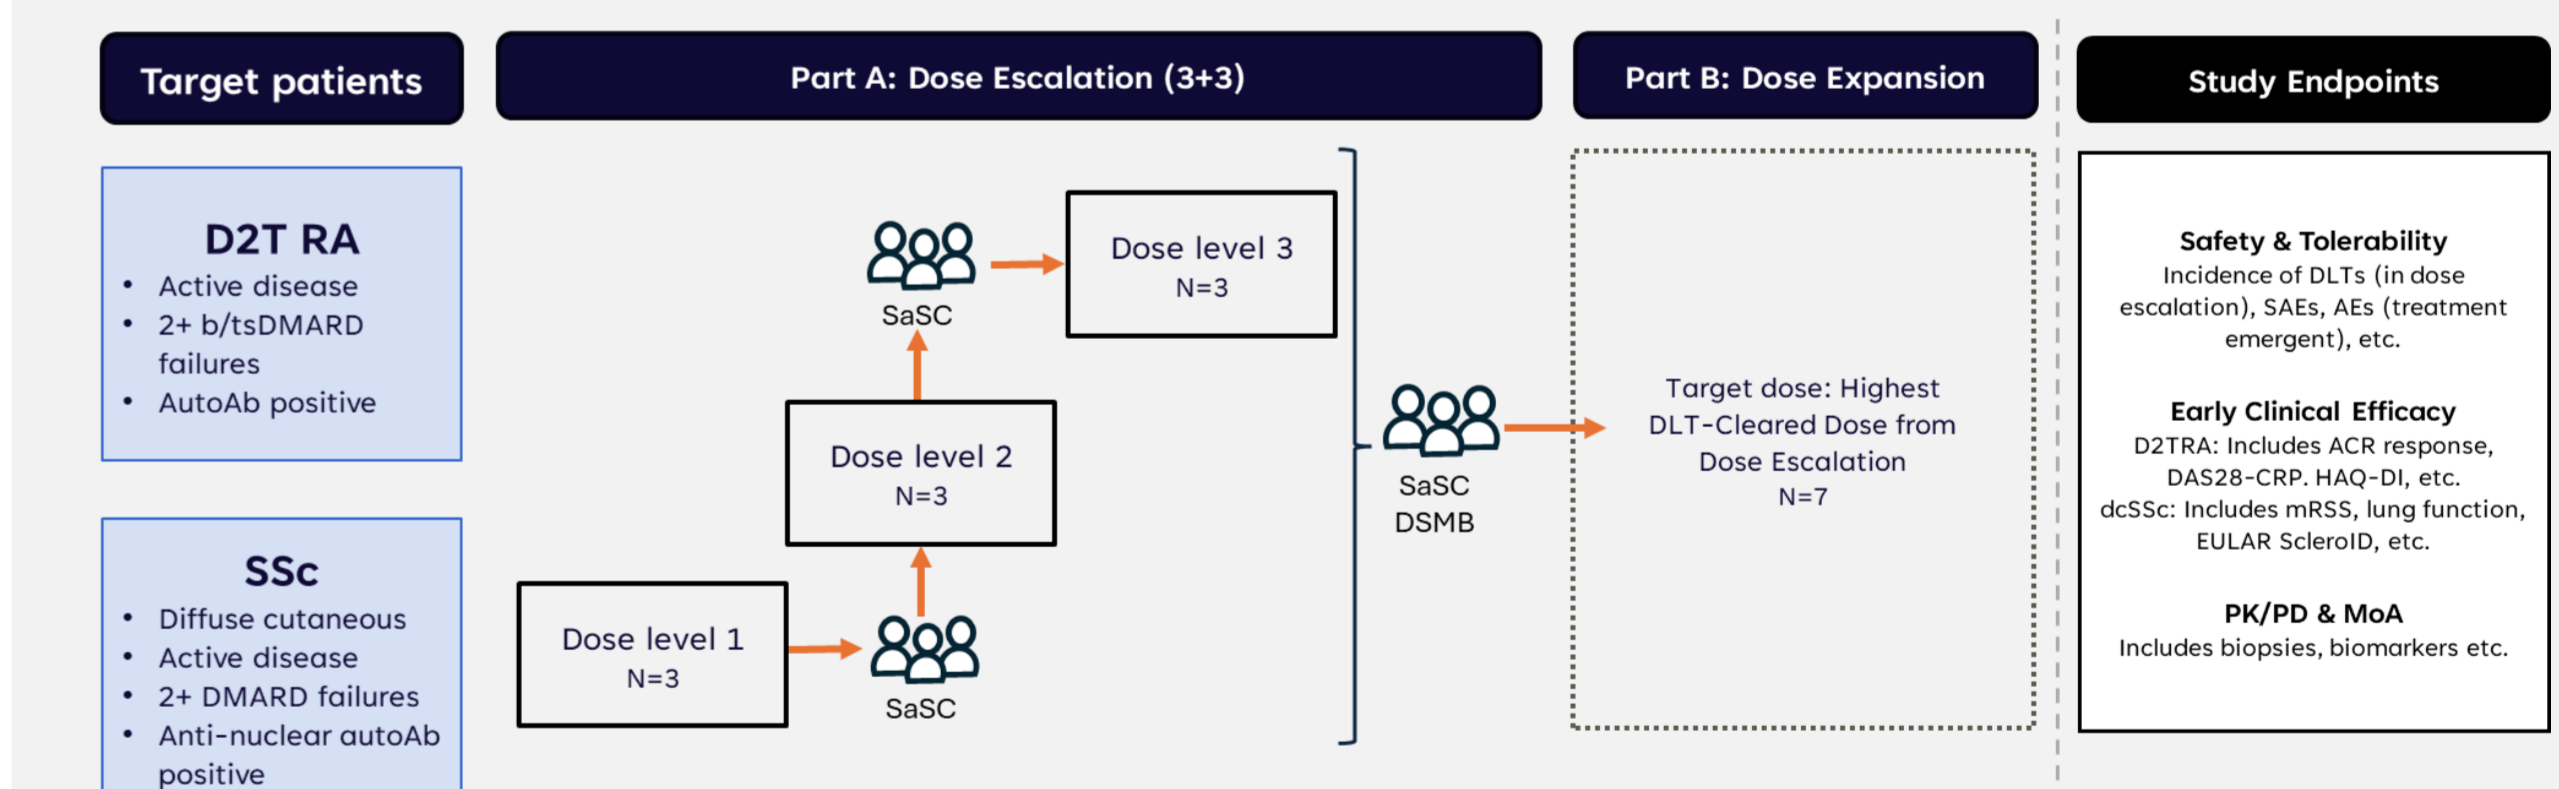 Target patients
D2T RA
• Active disease
• 2+ b/tsDMARD
failures
• AutoAb positive
SSc
• Diffuse cutaneous
• Active disease
• 2+ DMARD failures
• Anti-nuclear autoAb
positive
Part A: Dose Escalation (3+3)
Dose level 1
N=3
SaSC
Dose level 2
N=3
SaSC
Dose level 3
N=3
SaSC
DSMB
Part B: Dose Expansion
Target dose: Highest
DLT-Cleared Dose from
Dose Escalation
N=7
Study Endpoints
Safety & Tolerability
Incidence of DLTs (in dose
escalation), SAEs, AEs (treatment
emergent), etc.
Early Clinical Efficacy
D2TRA: Includes ACR response,
DAS28-CRP. HAQ-DI, etc.
dcSSc: Includes mRSS, lung function,
EULAR ScleroID, etc.
PK/PD & MoA
Includes biopsies, biomarkers etc.